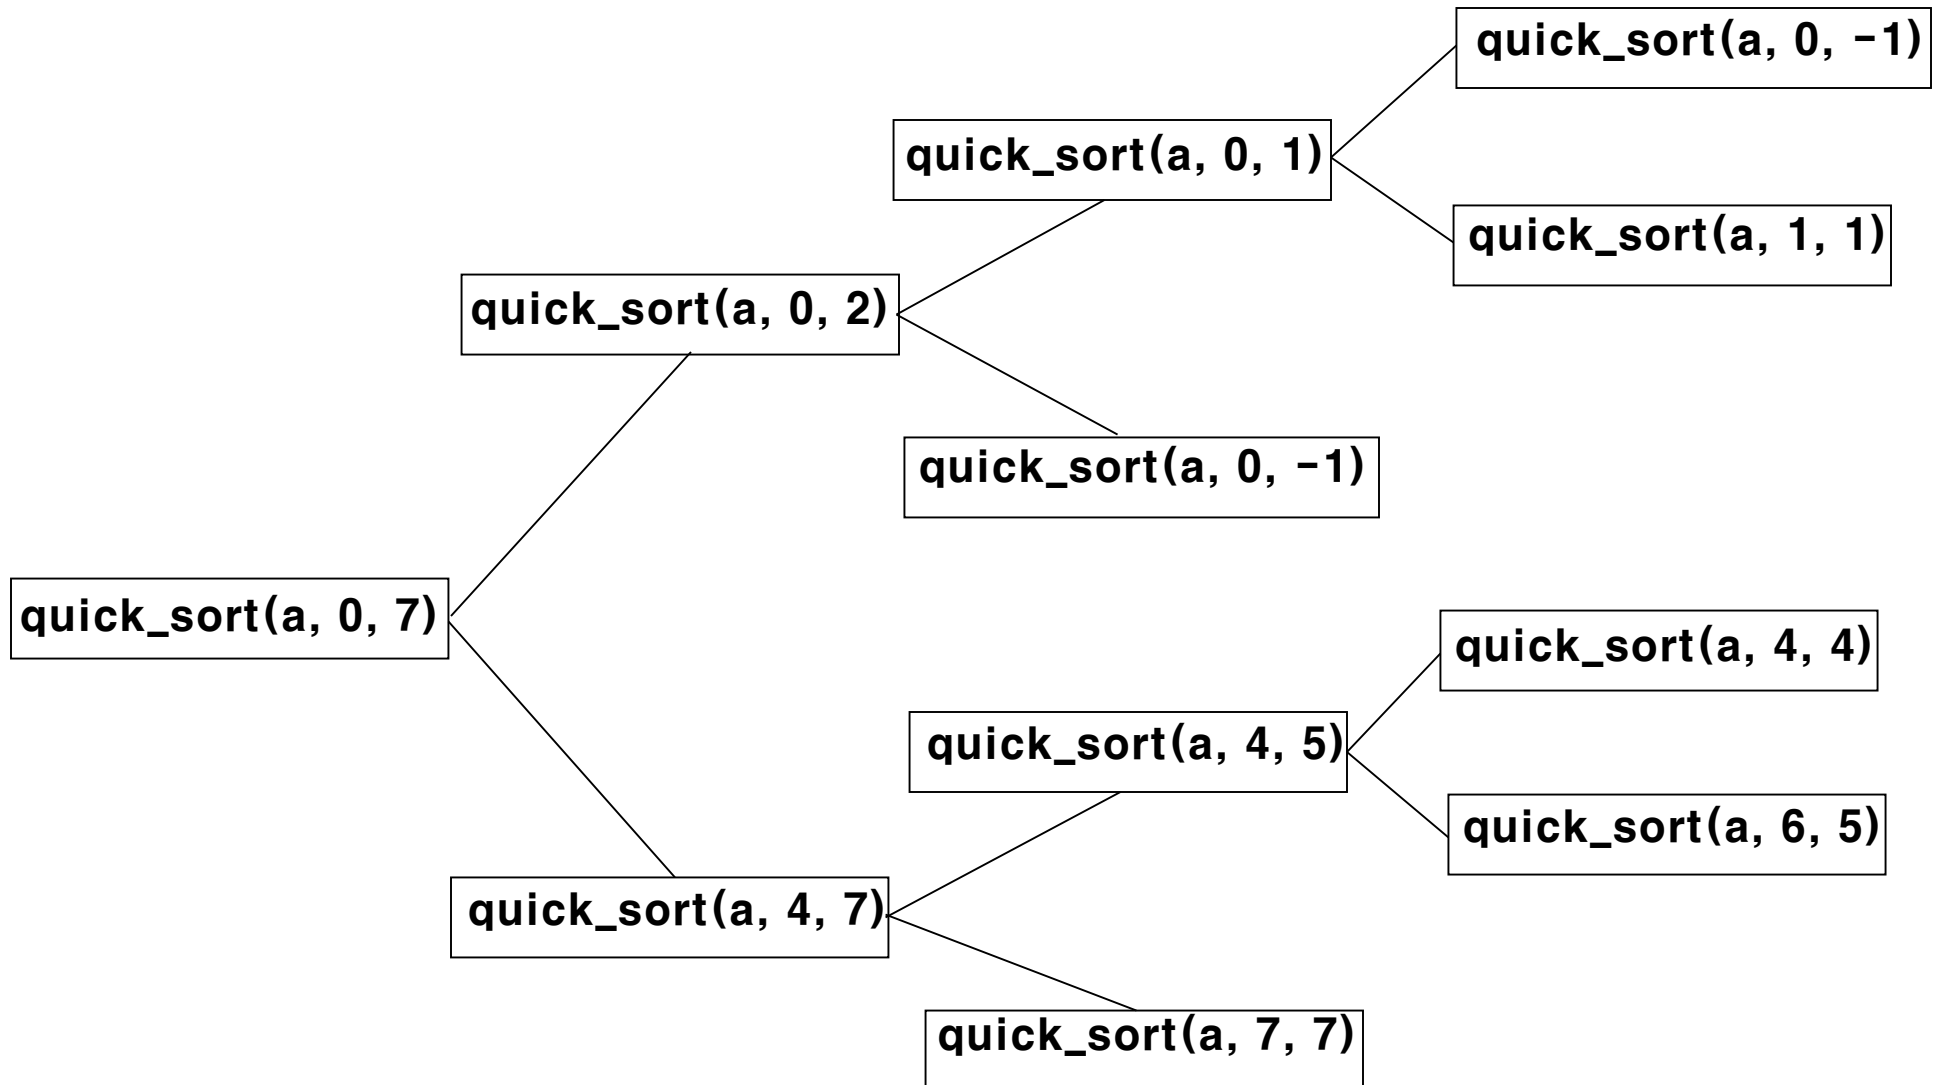 quick_sort(a, 0, -1)
quick_sort(a, 0, 1)
quick_sort(a, 1, 1)
quick_sort(a, 0, 2)
quick_sort(a, 0, -1)
quick_sort(a, 0, 7)
quick_sort(a, 4, 4)
quick_sort(a, 4, 5)
quick_sort(a, 6, 5)
quick_sort(a, 4, 7)
quick_sort(a, 7, 7)